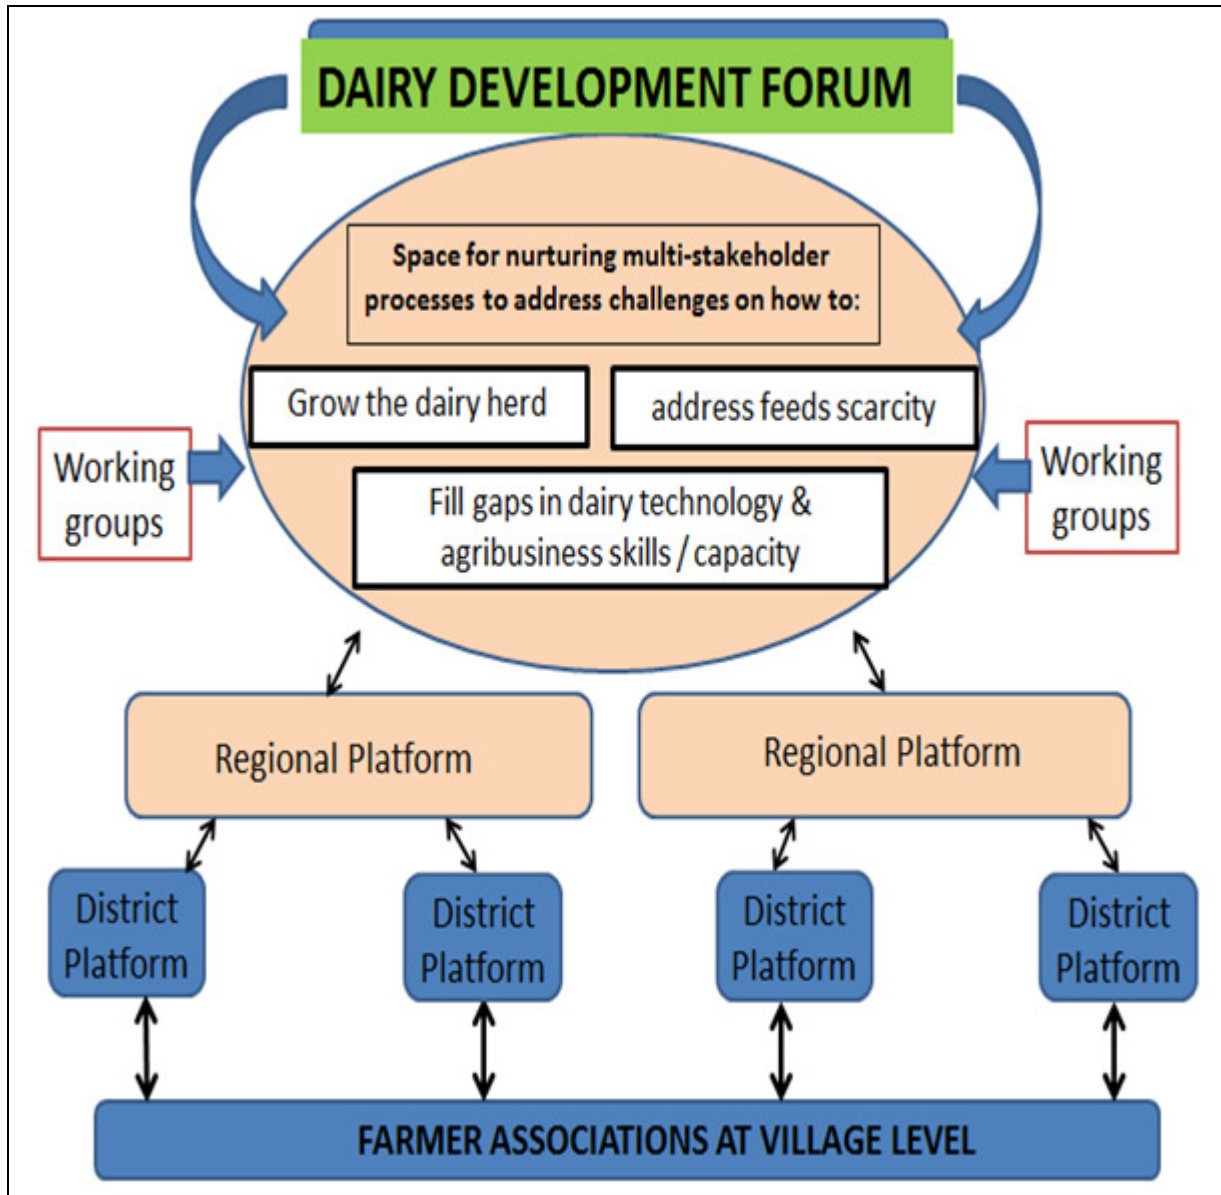 DAIRY DEVELOPMENT FORUM
Space for nurturing multi-stakeholder
processes to address challenges on how to:
Grow the dairy herd
address feeds scarcity
Working
groups
Working
groups
Fill gaps in dairy technology &
agribusiness skills / capacity
Regional Platform
Regional Platform
District
Platform
District
Platform
District
Platform
District
Platform
FARMER ASSOCIATIONS AT VILLAGE LEVEL